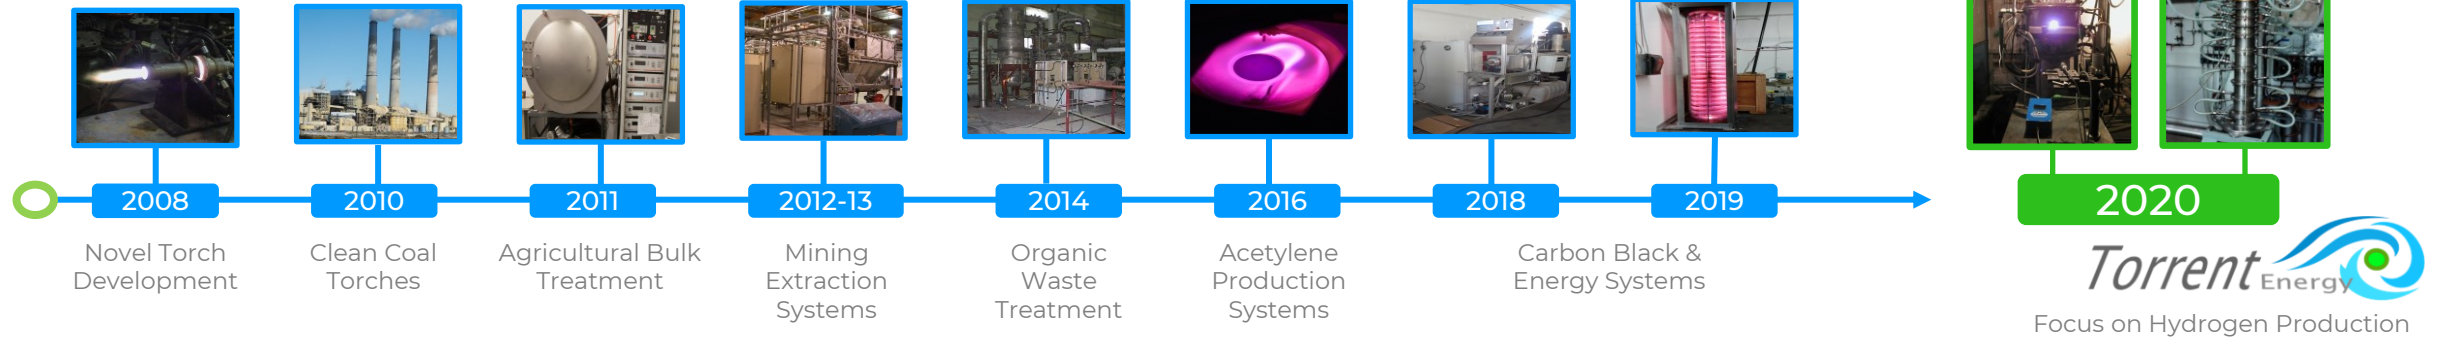 2008
2010
2011
2012-13
2014
2016
2018
2019
2020
Novel Torch
Development
Clean Coal
Torches
Agricultural Bulk
Treatment
Mining
Extraction
Systems
Organic
Waste
Treatment
Acetylene
Production
Systems
Carbon Black &
Energy Systems
Torrent
Energy
Focus on Hydrogen Production